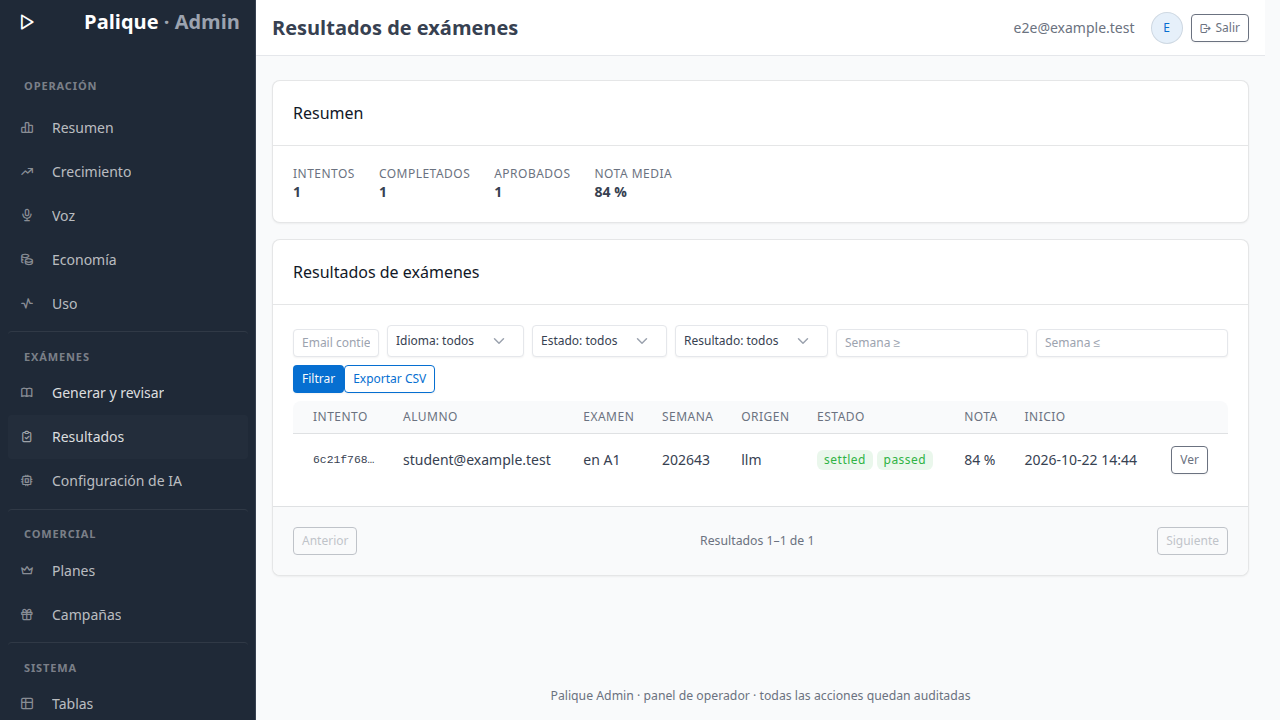 Palique · Admin
Resultados de exámenes
e2e@example.test
E
Salir
OPERACIÓN
Resumen
Crecimiento
Voz
Economía
Uso
EXÁMENES
Generar y revisar
Resultados
Configuración de IA
COMERCIAL
Planes
Campañas
SISTEMA
Tablas
Resumen
INTENTOS COMPLETADOS APROBADOS NOTA MEDIA
1 1 1 84 %
Resultados de exámenes
Email contie Idioma: todos Estado: todos Resultado: todos Semana ≥ Semana ≤
Filtrar Exportar CSV
INTENTO ALUMNO EXAMEN SEMANA ORIGEN ESTADO NOTA INICIO
6c21f768… student@example.test en A1 202643 llm settled passed 84 % 2026-10-22 14:44 Ver
Anterior Resultados 1–1 de 1 Siguiente
Palique Admin · panel de operador · todas las acciones quedan auditadas